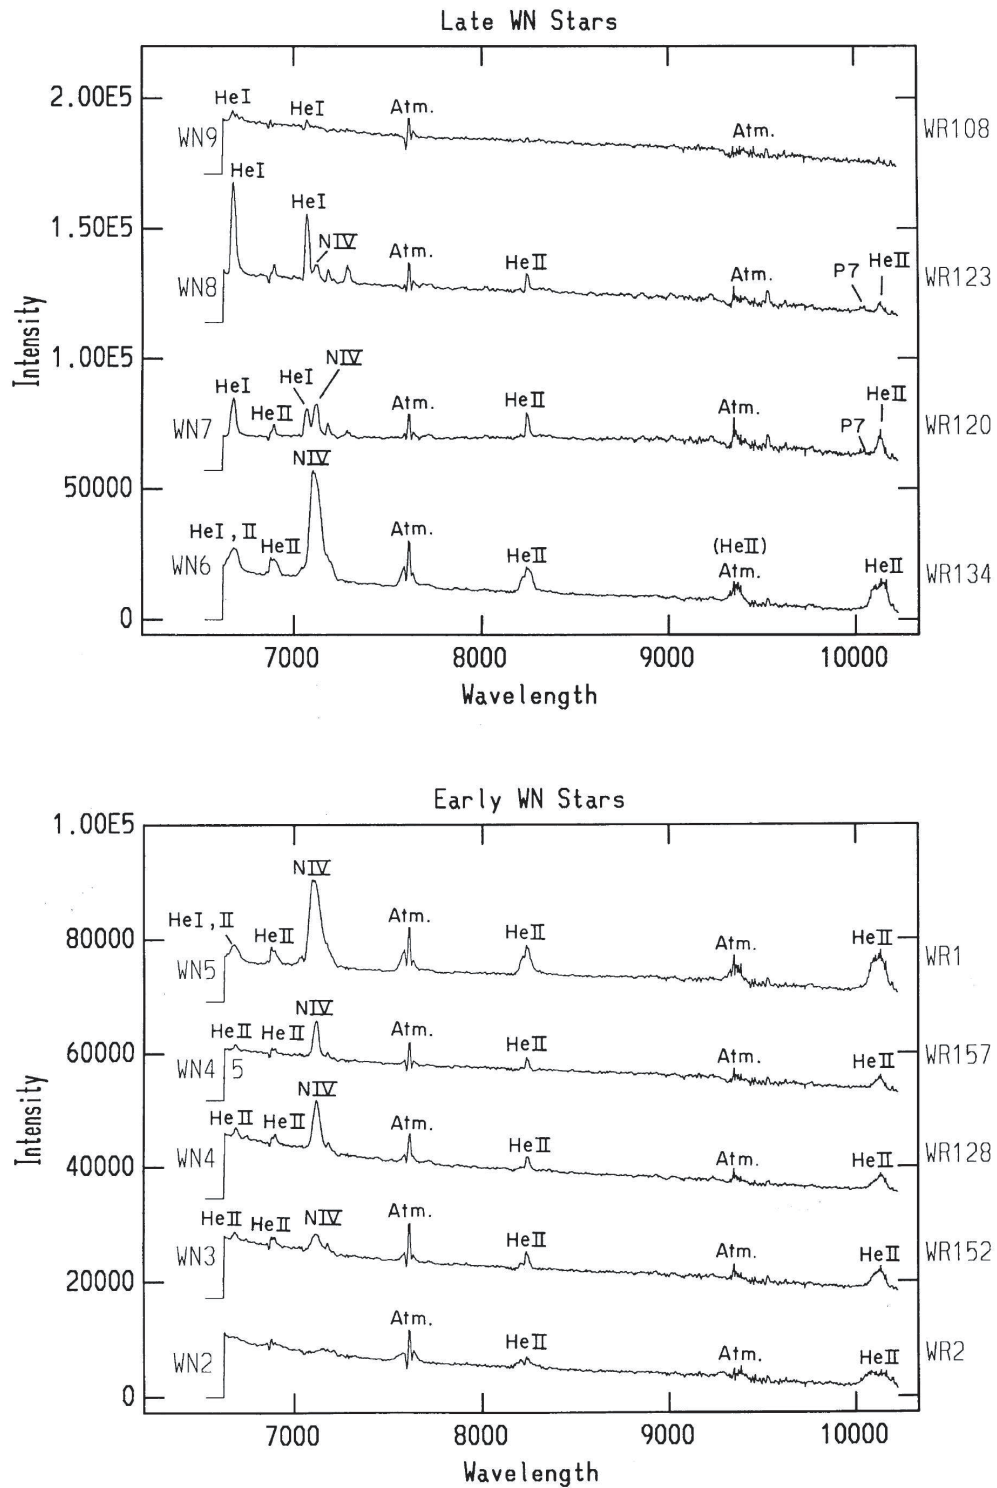 Late WN Stars
2.00E5
HeI
HeI
Atm.
Atm.
WN9
WR108
HeI
1.50E5
HeI
NIV
Atm.
HeII
Atm.
P7
HeII
WN8
WR123
Intensity
1.00E5
HeI
HeII
HeI
NIV
Atm.
HeII
Atm.
P7
HeII
WN7
WR120
50000
NIV
HeI, II
HeII
Atm.
HeII
(HeII)
Atm.
HeII
WN6
WR134
0
7000 8000 9000 10000
Wavelength
Early WN Stars
1.00E5
NIV
HeI, II
HeII
Atm.
HeII
Atm.
HeII
80000
WN5
WR1
NIV
HeII
HeII
Atm.
HeII
Atm.
HeII
60000
WN4 5
WR157
Intensity
NIV
HeII
HeII
Atm.
HeII
Atm.
HeII
WN4
WR128
40000
HeII
HeII
NIV
Atm.
HeII
Atm.
HeII
WN3
WR152
20000
Atm.
HeII
Atm.
HeII
WN2
WR2
0
7000 8000 9000 10000
Wavelength